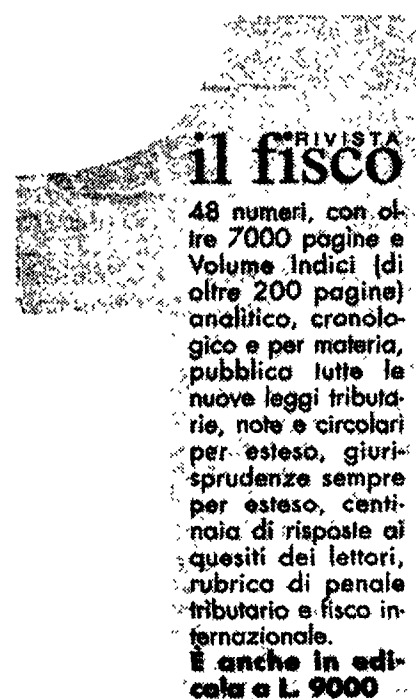 RIVISTA
il fisco
48 numeri, con ol-
tre 7000 pagine e
Volume Indici (di
oltre 200 pagine)
analitico, cronolo-
gico e per materia,
pubblica tutte le
nuove leggi tributa-
rie, note e circolari
per esteso, giuri-
sprudenza sempre
per esteso, centi-
naia di risposte ai
quesiti dei lettori,
rubrica di penale
tributario e fisco in-
ternazionale.
È anche in edi-
cola a L. 9000